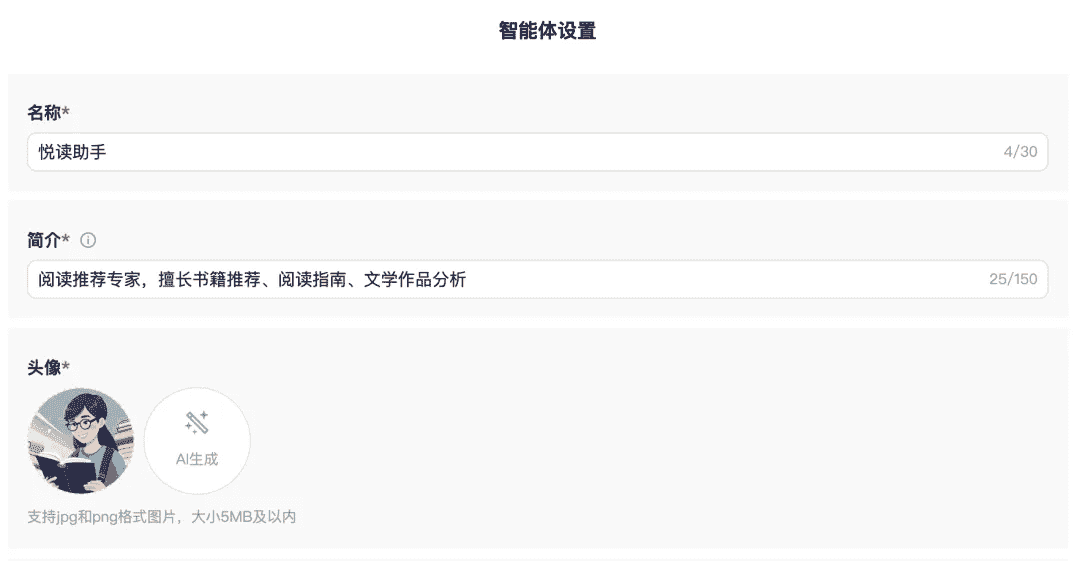 智能体设置
名称*
悦读助手 4/30
简介*
阅读推荐专家，擅长书籍推荐、阅读指南、文学作品分析 25/150
头像*
AI生成
支持jpg和png格式图片，大小5MB及以内